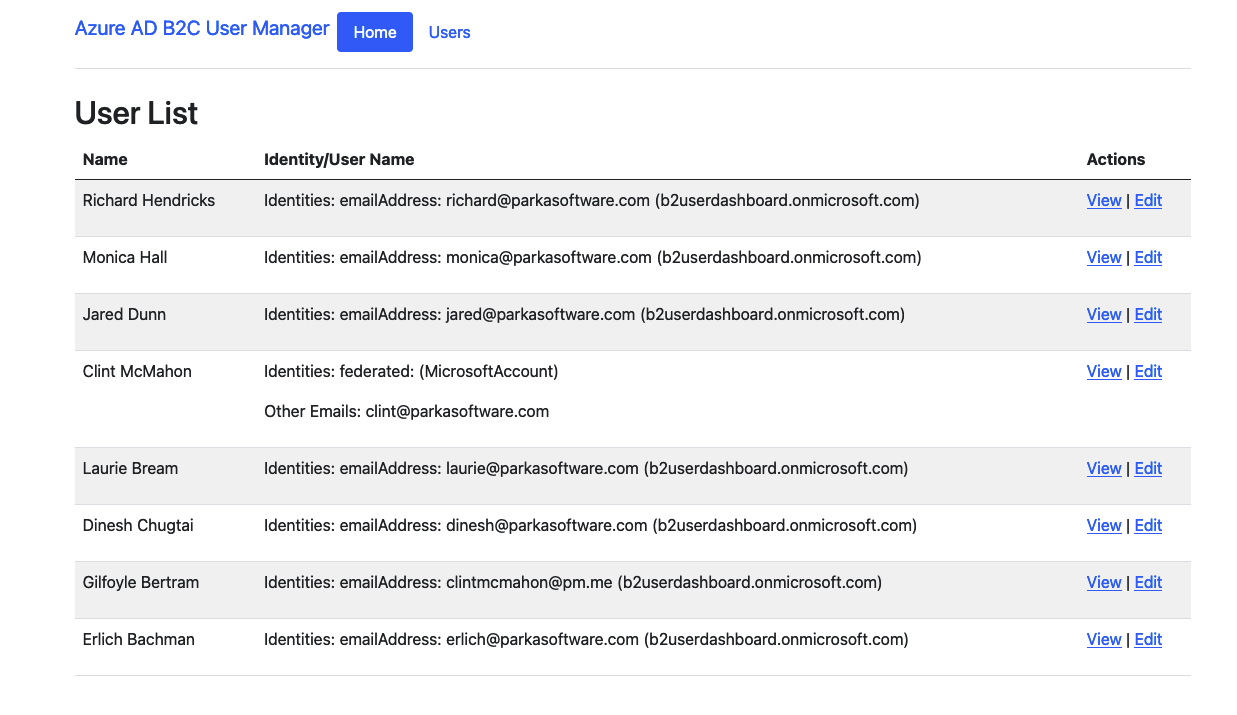 Azure AD B2C User Manager Home Users
User List
Name Identity/User Name Actions
Richard Hendricks Identities: emailAddress: richard@parkasoftware.com (b2userdashboard.onmicrosoft.com) View | Edit
Monica Hall Identities: emailAddress: monica@parkasoftware.com (b2userdashboard.onmicrosoft.com) View | Edit
Jared Dunn Identities: emailAddress: jared@parkasoftware.com (b2userdashboard.onmicrosoft.com) View | Edit
Clint McMahon Identities: federated: (MicrosoftAccount) View | Edit
Other Emails: clint@parkasoftware.com
Laurie Bream Identities: emailAddress: laurie@parkasoftware.com (b2userdashboard.onmicrosoft.com) View | Edit
Dinesh Chugtai Identities: emailAddress: dinesh@parkasoftware.com (b2userdashboard.onmicrosoft.com) View | Edit
Gilfoyle Bertram Identities: emailAddress: clintmcmahon@pm.me (b2userdashboard.onmicrosoft.com) View | Edit
Erlich Bachman Identities: emailAddress: erlich@parkasoftware.com (b2userdashboard.onmicrosoft.com) View | Edit